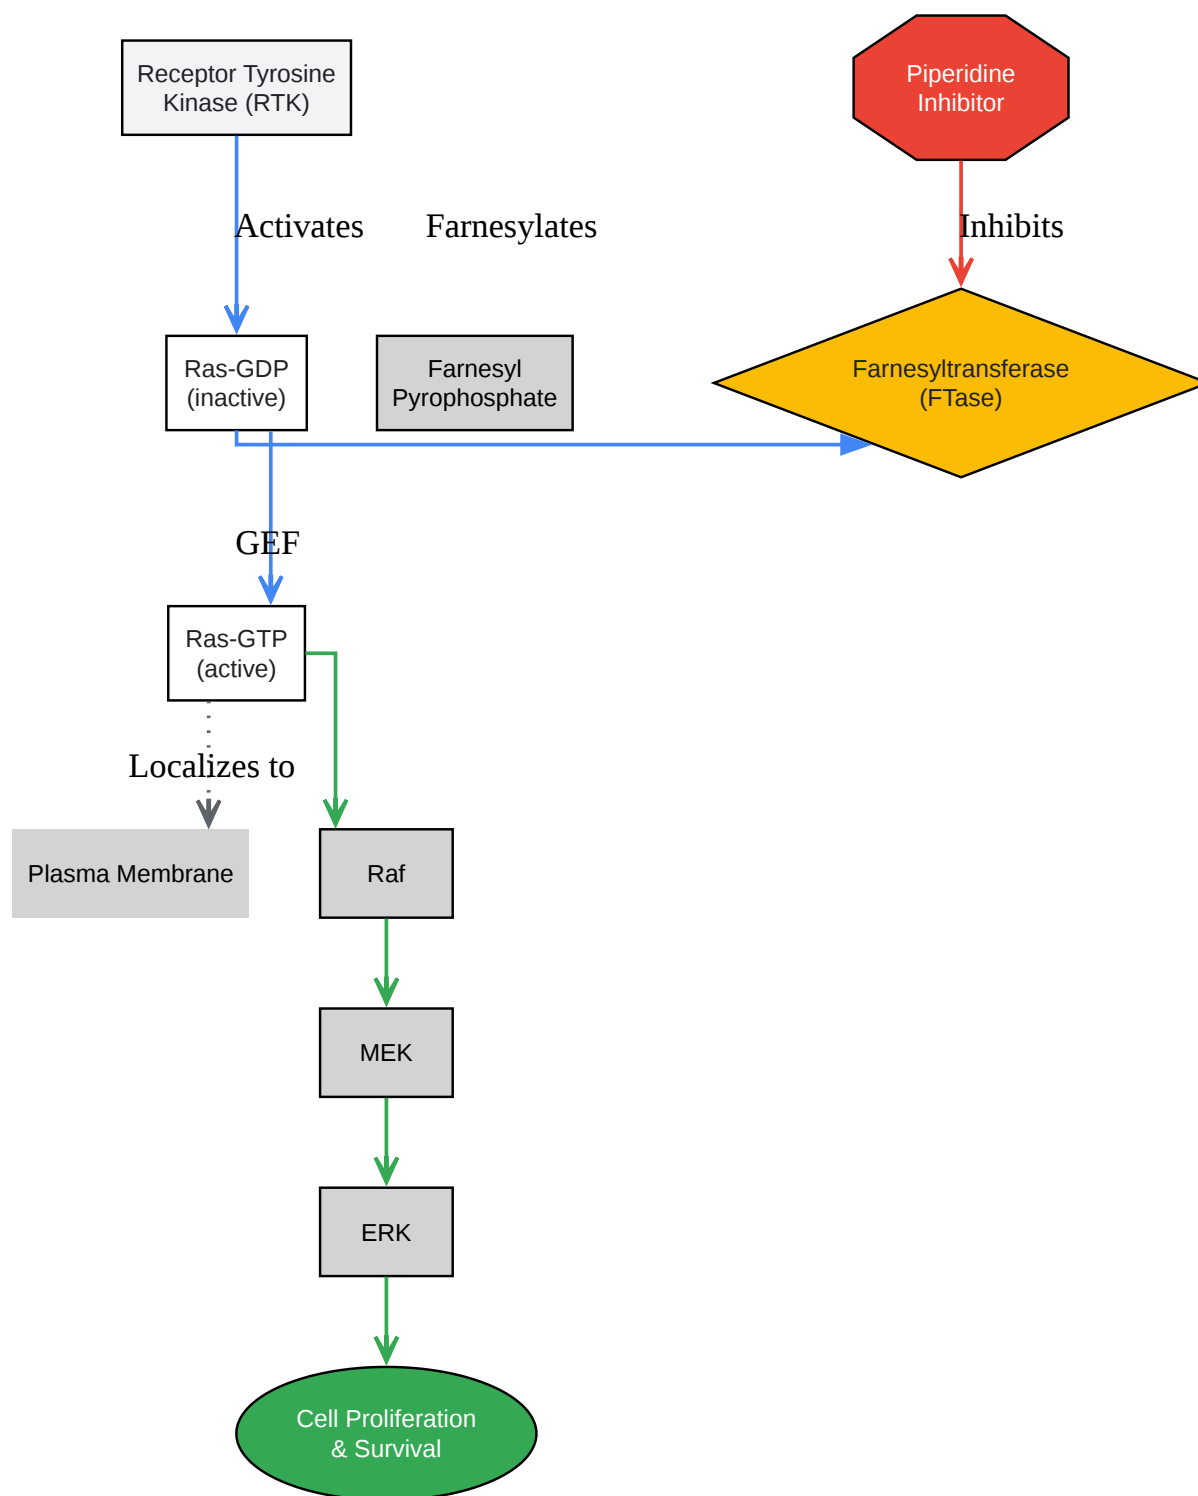 Receptor Tyrosine
Kinase (RTK)
Piperidine
Inhibitor
Activates
Farnesylates
Inhibits
Ras-GDP
(inactive)
Farnesyl
Pyrophosphate
Farnesyltransferase
(FTase)
GEF
Ras-GTP
(active)
Localizes to
Plasma Membrane
Raf
MEK
ERK
Cell Proliferation
& Survival